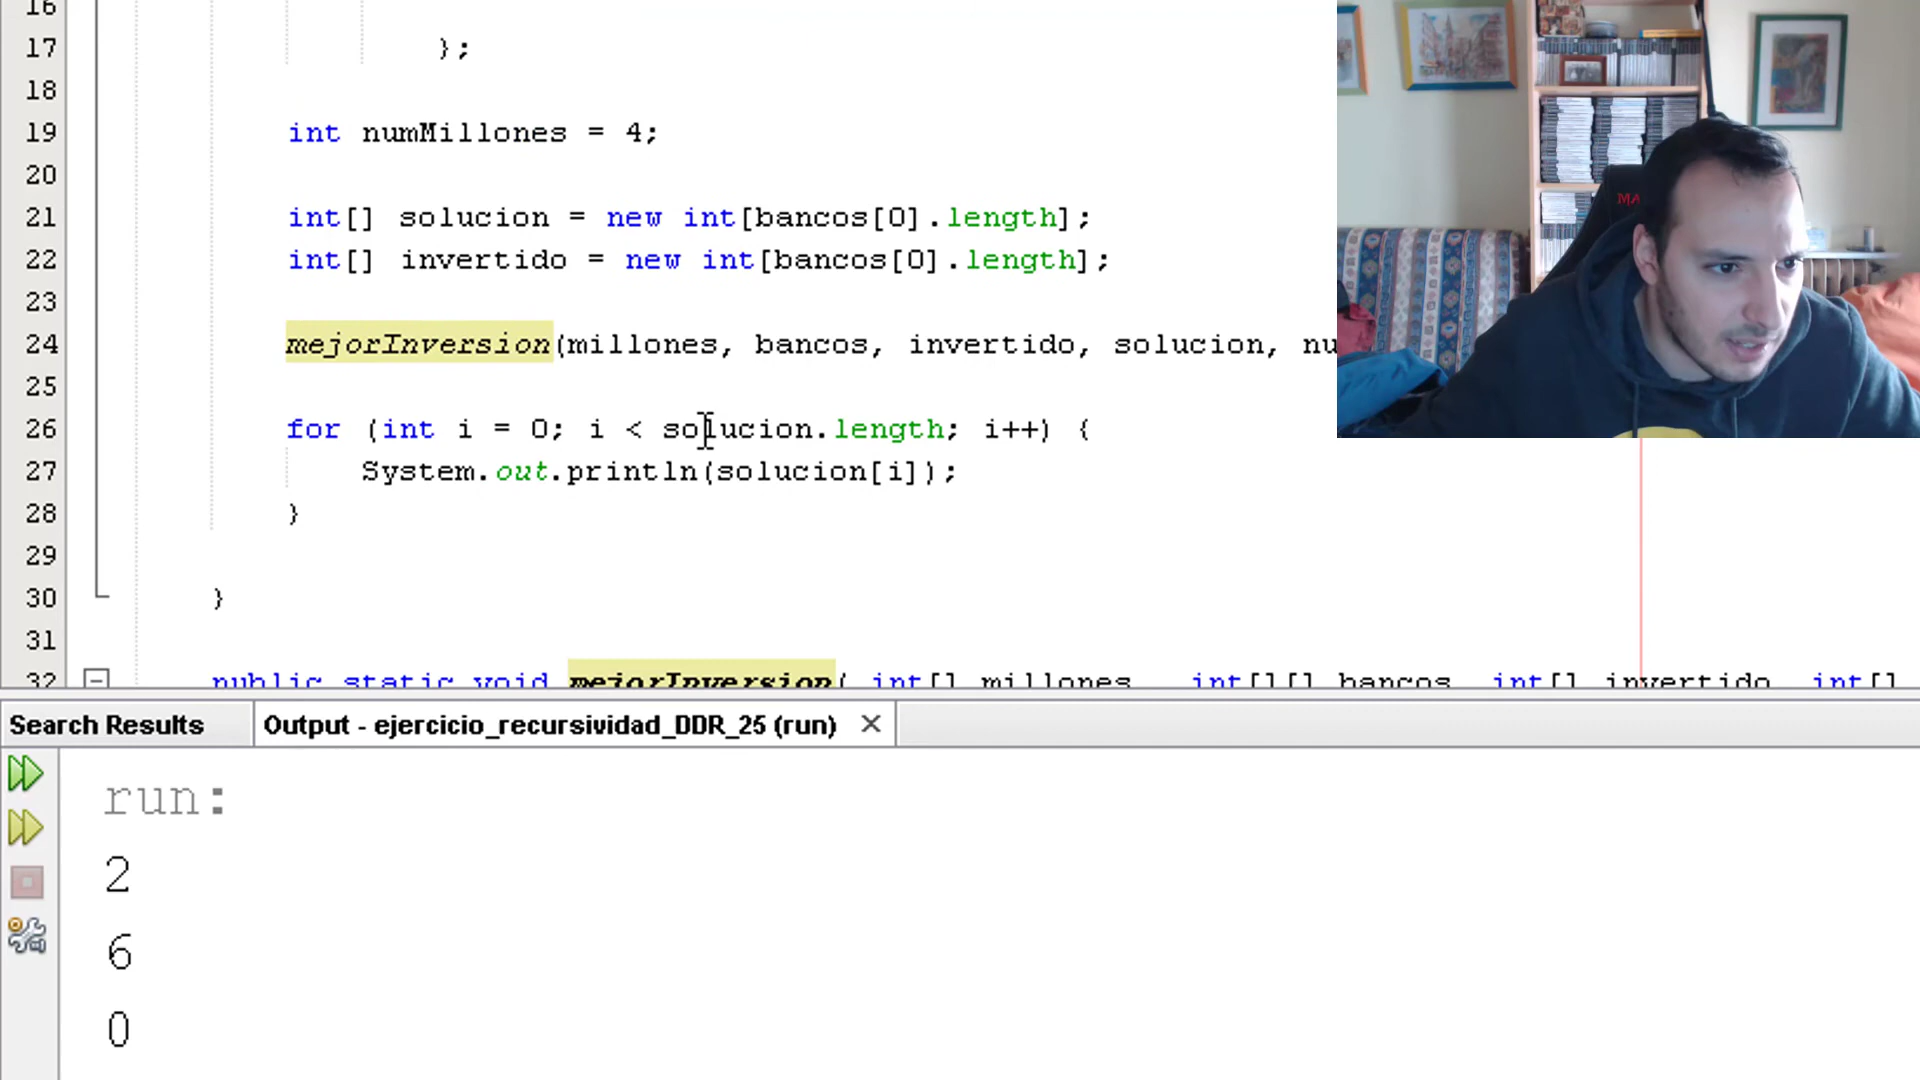 16
17 };
18
19 int numMillones = 4;
20
21 int[] solucion = new int[bancos[0].length];
22 int[] invertido = new int[bancos[0].length];
23
24 mejorInversion(millones, bancos, invertido, solucion, nu
25
26 for (int i = 0; i < solucion.length; i++) {
27 System.out.println(solucion[i]);
28 }
29
30 }
31
32 public static void mejorInversion( int[] millones, int[][] bancos, int[] invertido, int[]
MA
Search Results
Output - ejercicio_recursividad_DDR_25 (run)
run:
2
6
0